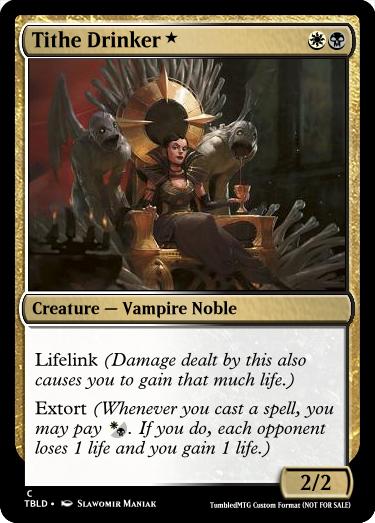 Tithe Drinker ★
Creature — Vampire Noble
Lifelink (Damage dealt by this also
causes you to gain that much life.)
Extort (Whenever you cast a spell, you
may pay . If you do, each opponent
loses 1 life and you gain 1 life.)
2/2
C
TBLD • Slawomir Maniak
TumbledMTG Custom Format (NOT FOR SALE)